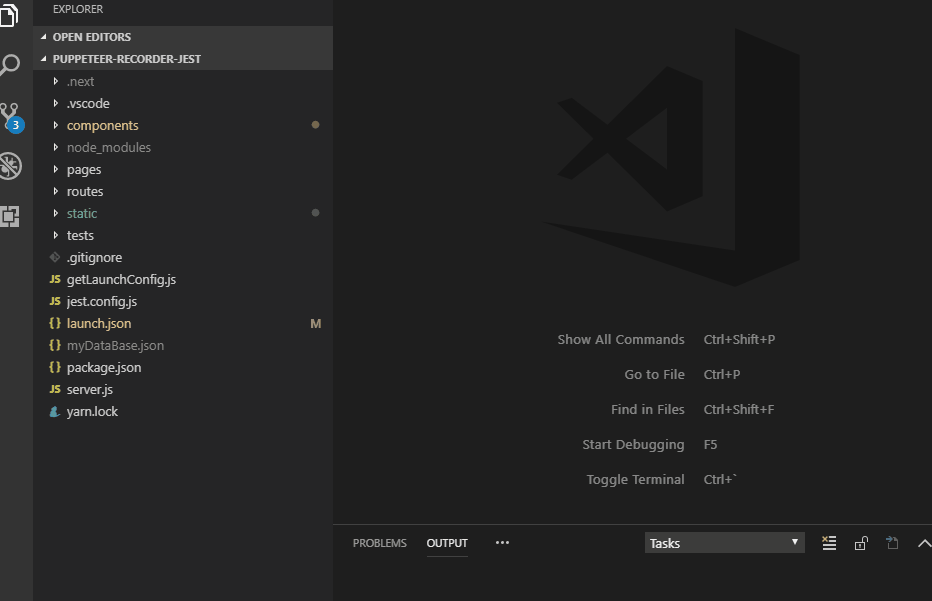 EXPLORER
OPEN EDITORS
PUPPETEER-RECORDER-JEST
.next
.vscode
components
node_modules
pages
routes
static
tests
.gitignore
JS getLaunchConfig.js
JS jest.config.js
{} launch.json M
{} myDataBase.json
{} package.json
JS server.js
yarn.lock
3
Show All Commands Ctrl+Shift+P
Go to File Ctrl+P
Find in Files Ctrl+Shift+F
Start Debugging F5
Toggle Terminal Ctrl+`
PROBLEMS OUTPUT ••• Tasks